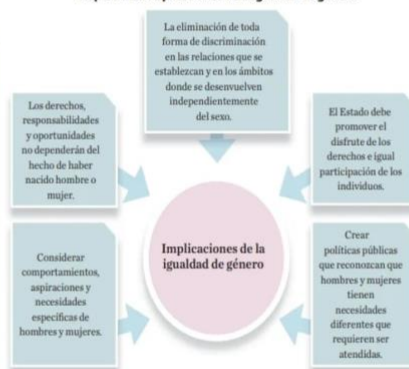 La eliminación de toda
forma de discriminación
en las relaciones que se
establezcan y en los ámbitos
donde se desenvuelven
independientemente
del sexo.
Los derechos,
responsabilidades
y oportunidades
no dependerán del
hecho de haber
nacido hombre o
mujer.
El Estado debe
promover el
disfrute de los
derechos e igual
participación de los
individuos.
Implicaciones de la
igualdad de género
Considerar
comportamientos,
aspiraciones y
necesidades
específicas de
hombres y mujeres.
Crear
políticas públicas
que reconozcan que
hombres y mujeres
tienen
necesidades
diferentes que
requieren ser
atendidas.